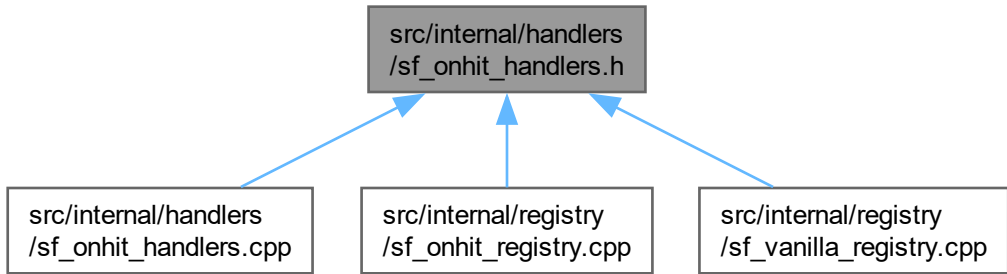 src/internal/handlers
/sf_onhit_handlers.h
src/internal/handlers
/sf_onhit_handlers.cpp
src/internal/registry
/sf_onhit_registry.cpp
src/internal/registry
/sf_vanilla_registry.cpp